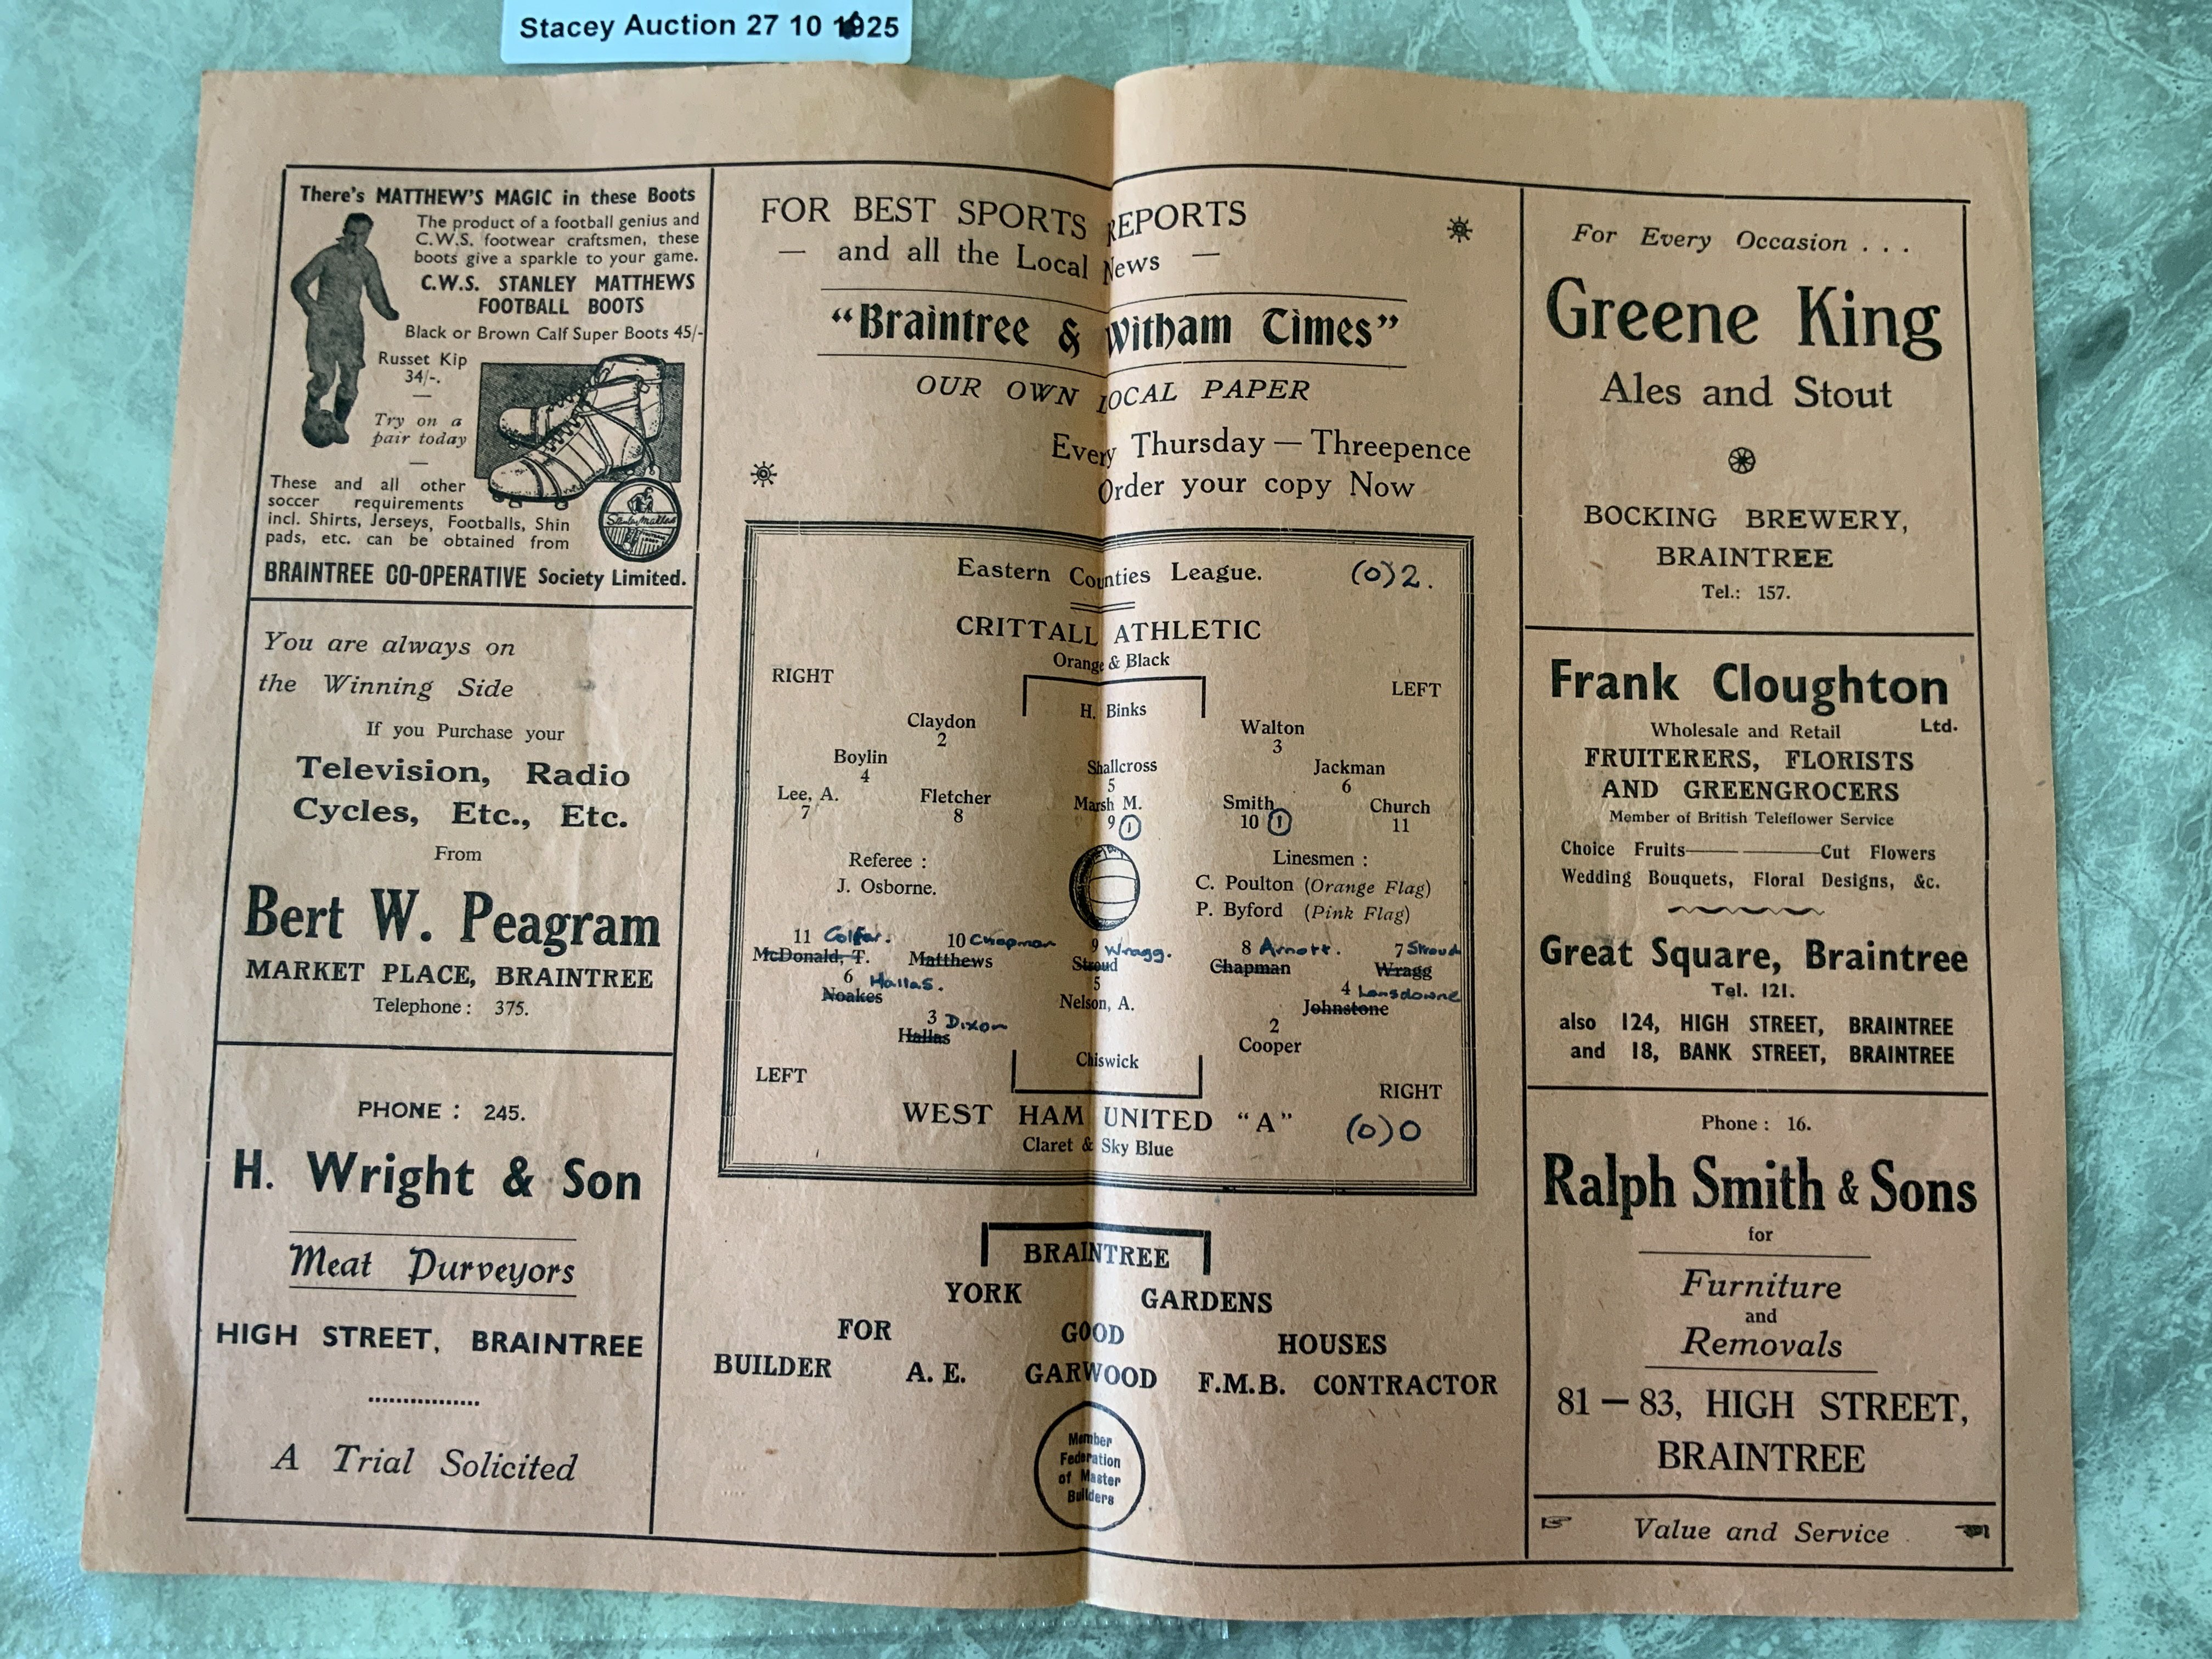 Stacey Auction 27 10 1925
There's MATTHEW'S MAGIC in these Boots
The product of a football genius and
C.W.S. footwear craftsmen, these
boots give a sparkle to your game.
C.W.S. STANLEY MATTHEWS
FOOTBALL BOOTS
Black or Brown Calf Super Boots 45/-
Russet Kip
34/-.
Try on a
pair today
These and all other
soccer requirements
incl. Shirts, Jerseys, Footballs, Shin
pads, etc. can be obtained from
Stanley Matthews
BRAINTREE CO-OPERATIVE Society Limited.
You are always on
the Winning Side
If you Purchase your
Television, Radio
Cycles, Etc., Etc.
From
Bert W. Peagram
MARKET PLACE, BRAINTREE
Telephone : 375.
PHONE : 245.
H. Wright & Son
Meat Purveyors
HIGH STREET, BRAINTREE
A Trial Solicited
FOR BEST SPORTS REPORTS
— and all the Local News —
"Braintree & Witham Times"
OUR OWN LOCAL PAPER
Every Thursday — Threepence
Order your copy Now
Eastern Counties League. (0) 2.
CRITTALL ATHLETIC
Orange & Black
RIGHT LEFT
H. Binks
Claydon Walton
2 3
Boylin Shallcross Jackman
4 5 6
Lee, A. Fletcher Marsh M. Smith Church
7 8 9 1 10 1 11
Referee : Linesmen :
J. Osborne. C. Poulton (Orange Flag)
P. Byford (Pink Flag)
11 Colfar. 10 Chapman 9 Wragg. 8 Arnott. 7 Stroud
McDonald, T. Matthews Stroud Chapman Wragg
6 Hallas. 5 4 Lansdowne
Noakes Nelson, A. Johnstone
3 Dixon 2
Hallas Cooper
Chiswick
LEFT RIGHT
WEST HAM UNITED "A" (0) 0
Claret & Sky Blue
BRAINTREE
YORK GARDENS
FOR GOOD HOUSES
BUILDER A. E. GARWOOD F.M.B. CONTRACTOR
Member
Federation
of Master
Builders
For Every Occasion . . .
Greene King
Ales and Stout
BOCKING BREWERY,
BRAINTREE
Tel.: 157.
Frank Cloughton
Ltd.
Wholesale and Retail
FRUITERERS, FLORISTS
AND GREENGROCERS
Member of British Teleflower Service
Choice Fruits— —Cut Flowers
Wedding Bouquets, Floral Designs, &c.
Great Square, Braintree
Tel. 121.
also 124, HIGH STREET, BRAINTREE
and 18, BANK STREET, BRAINTREE
Phone : 16.
Ralph Smith & Sons
for
Furniture
and
Removals
81 — 83, HIGH STREET,
BRAINTREE
Value and Service